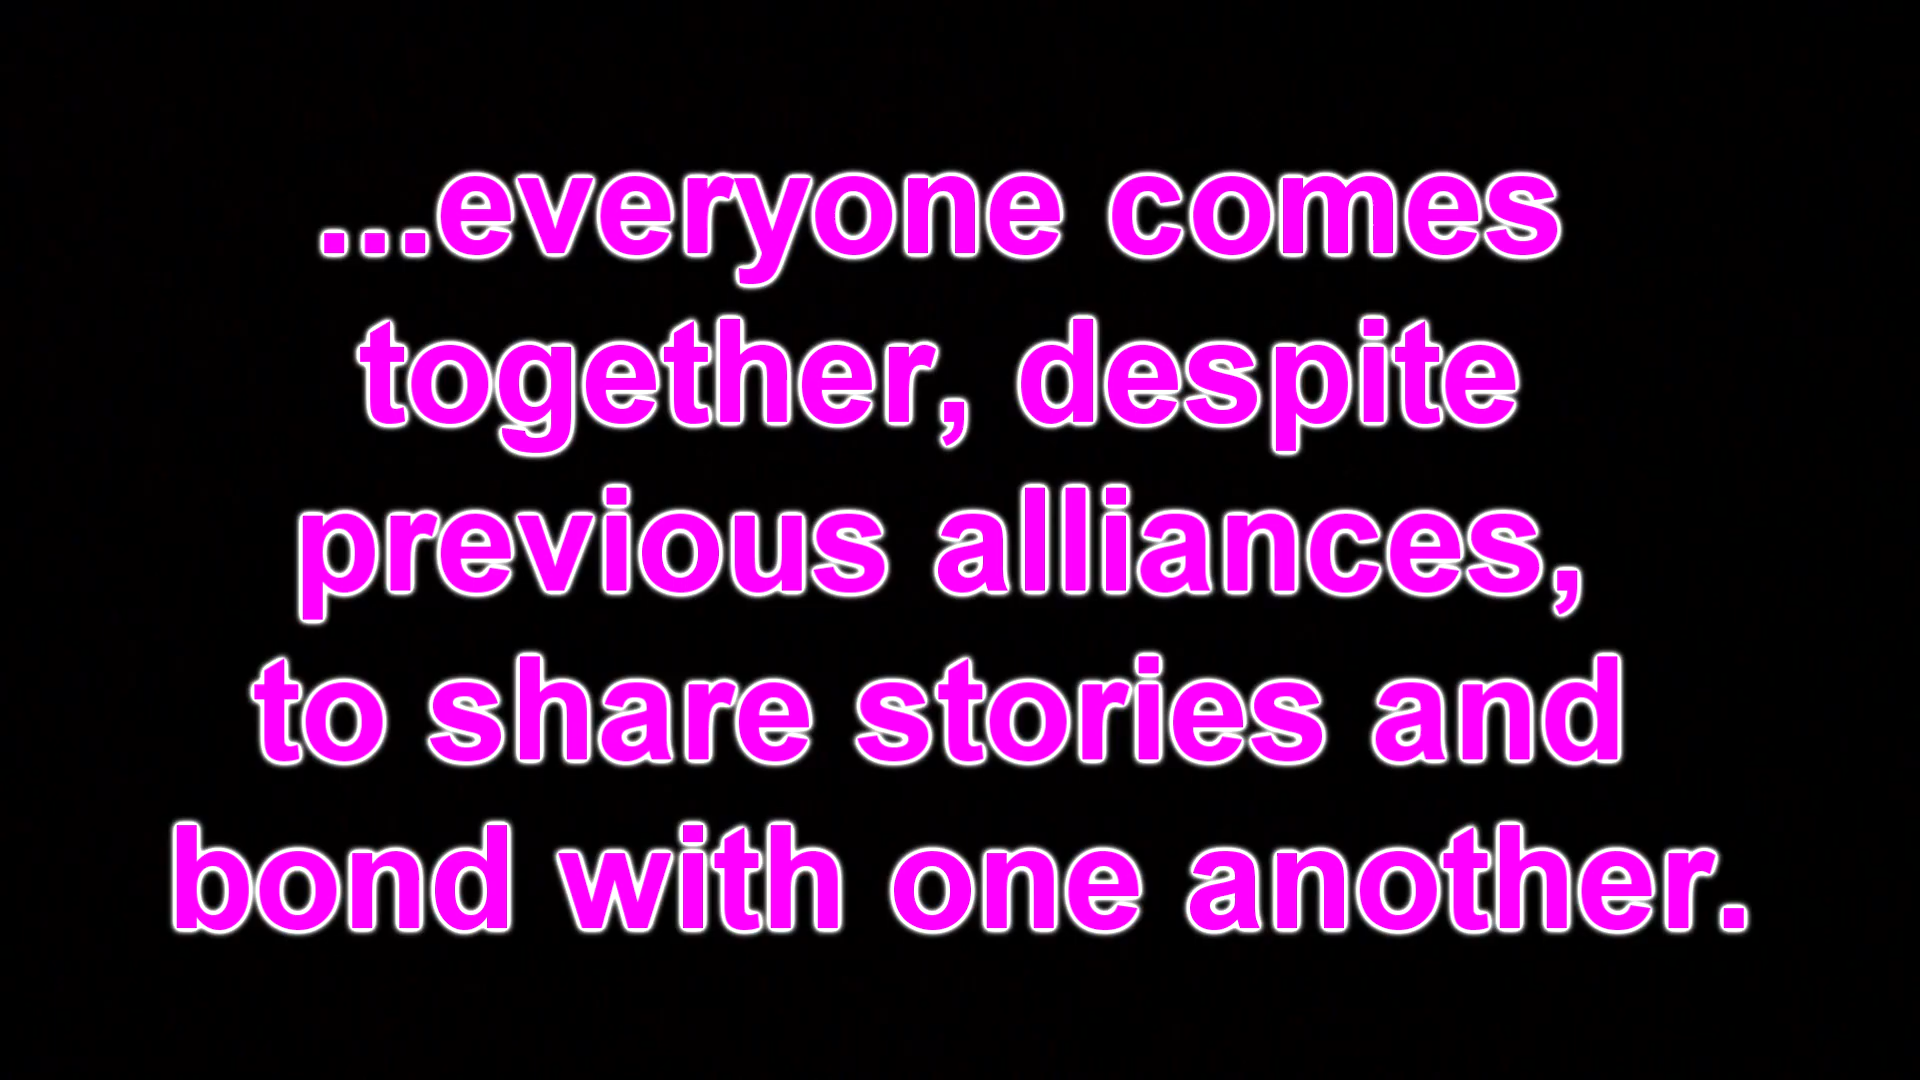 ...everyone comes
together, despite
previous alliances,
to share stories and
bond with one another.